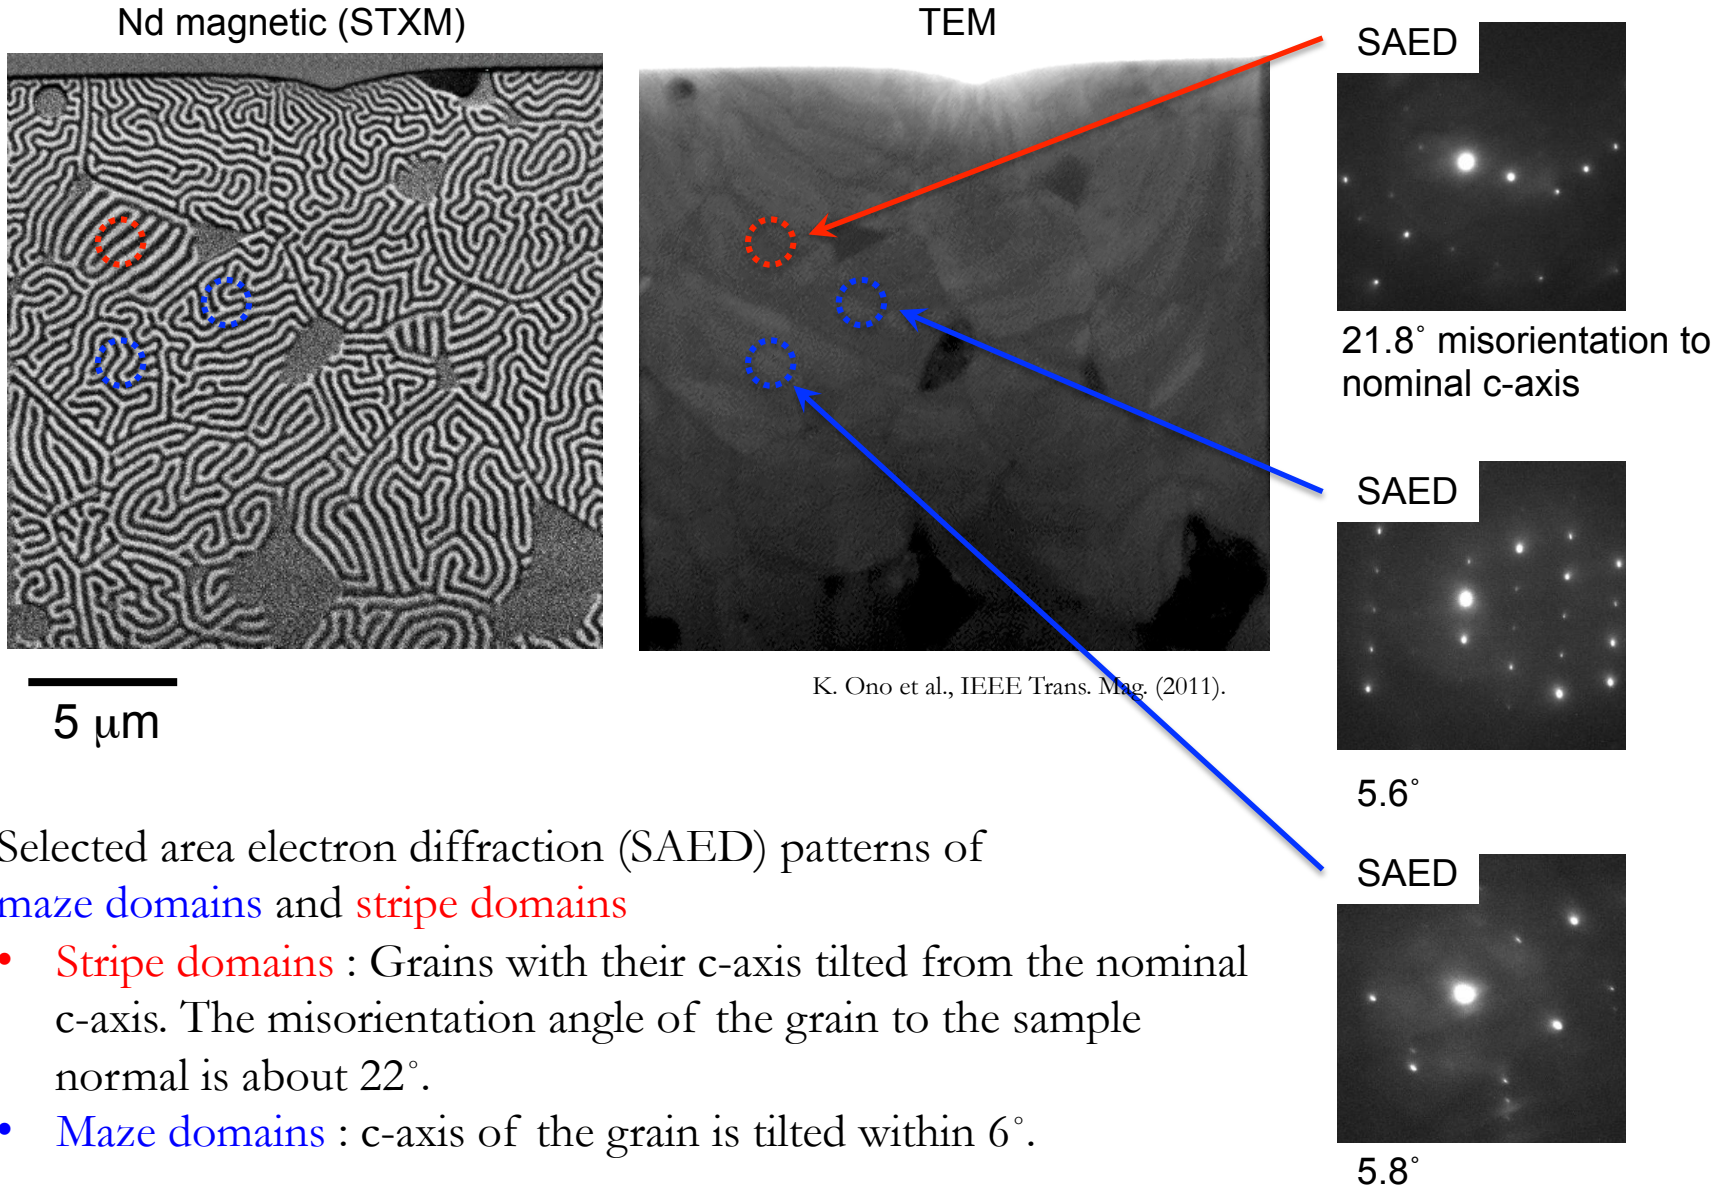 Nd magnetic (STXM)
TEM
SAED
21.8° misorientation to
nominal c-axis
SAED
5.6°
SAED
5.8°
5 μm
K. Ono et al., IEEE Trans. Mag. (2011).
Selected area electron diffraction (SAED) patterns of
maze domains and stripe domains
• Stripe domains : Grains with their c-axis tilted from the nominal
c-axis. The misorientation angle of the grain to the sample
normal is about 22°.
• Maze domains : c-axis of the grain is tilted within 6°.